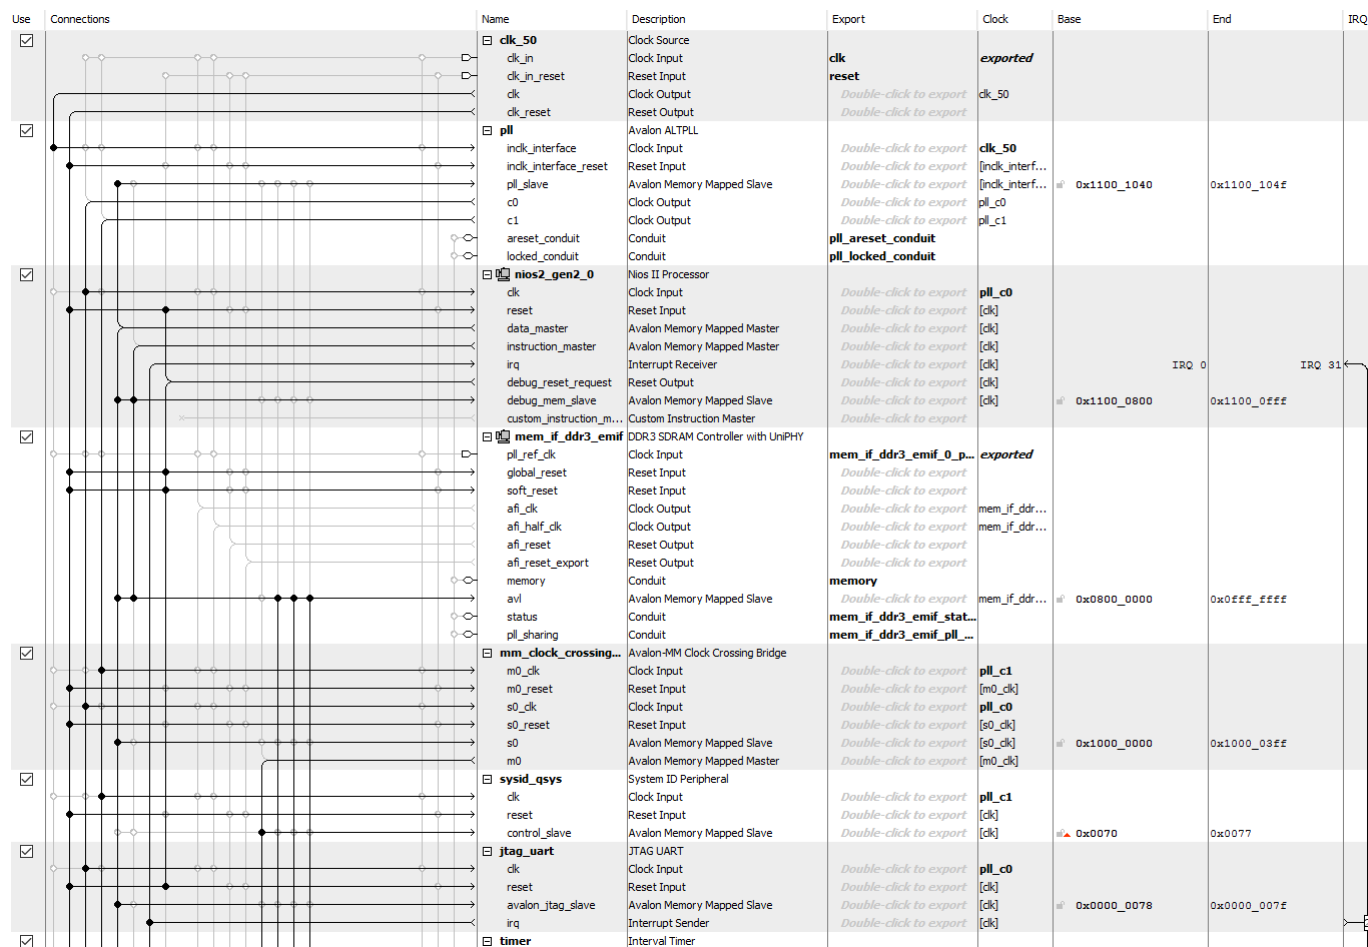 Use Connections Name Description Export Clock Base End IRQ
clk_50 Clock Source
clk_in Clock Input clk exported
clk_in_reset Reset Input reset
clk Clock Output Double-click to export clk_50
clk_reset Reset Output Double-click to export
pll Avalon ALTPLL
inclk_interface Clock Input Double-click to export clk_50
inclk_interface_reset Reset Input Double-click to export [inclk_interf...
pll_slave Avalon Memory Mapped Slave Double-click to export [inclk_interf... 0x1100_1040 0x1100_104f
c0 Clock Output Double-click to export pll_c0
c1 Clock Output Double-click to export pll_c1
areset_conduit Conduit pll_areset_conduit
locked_conduit Conduit pll_locked_conduit
nios2_gen2_0 Nios II Processor
clk Clock Input Double-click to export pll_c0
reset Reset Input Double-click to export [clk]
data_master Avalon Memory Mapped Master Double-click to export [clk]
instruction_master Avalon Memory Mapped Master Double-click to export [clk]
irq Interrupt Receiver Double-click to export [clk] IRQ 0 IRQ 31
debug_reset_request Reset Output Double-click to export [clk]
debug_mem_slave Avalon Memory Mapped Slave Double-click to export [clk] 0x1100_0800 0x1100_0fff
custom_instruction_m... Custom Instruction Master Double-click to export
mem_if_ddr3_emif DDR3 SDRAM Controller with UniPHY
pll_ref_clk Clock Input mem_if_ddr3_emif_0_p... exported
global_reset Reset Input Double-click to export
soft_reset Reset Input Double-click to export
afi_clk Clock Output Double-click to export mem_if_ddr...
afi_half_clk Clock Output Double-click to export mem_if_ddr...
afi_reset Reset Output Double-click to export
afi_reset_export Reset Output Double-click to export
memory Conduit memory
avl Avalon Memory Mapped Slave Double-click to export mem_if_ddr... 0x0800_0000 0x0fff_ffff
status Conduit mem_if_ddr3_emif_stat...
pll_sharing Conduit mem_if_ddr3_emif_pll_...
mm_clock_crossing... Avalon-MM Clock Crossing Bridge
m0_clk Clock Input Double-click to export pll_c1
m0_reset Reset Input Double-click to export [m0_clk]
s0_clk Clock Input Double-click to export pll_c0
s0_reset Reset Input Double-click to export [s0_clk]
s0 Avalon Memory Mapped Slave Double-click to export [s0_clk] 0x1000_0000 0x1000_03ff
m0 Avalon Memory Mapped Master Double-click to export [m0_clk]
sysid_qsys System ID Peripheral
clk Clock Input Double-click to export pll_c1
reset Reset Input Double-click to export [clk]
control_slave Avalon Memory Mapped Slave Double-click to export [clk] 0x0070 0x0077
jtag_uart JTAG UART
clk Clock Input Double-click to export pll_c0
reset Reset Input Double-click to export [clk]
avalon_jtag_slave Avalon Memory Mapped Slave Double-click to export [clk] 0x0000_0078 0x0000_007f
irq Interrupt Sender Double-click to export [clk]
timer Interval Timer